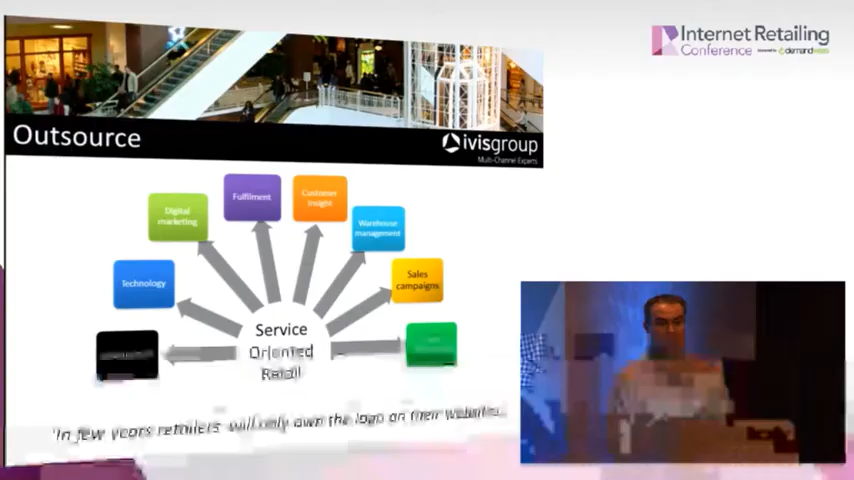 Internet Retailing
Conference
Outsource
ivisgroup
Multi-Channel Experts
Digital
marketing
Fulfilment
Customer
Insight
Warehouse
management
Technology
Sales
campaigns
Service
Oriented
Retail
'In few years retailers will only own the logo on their website..